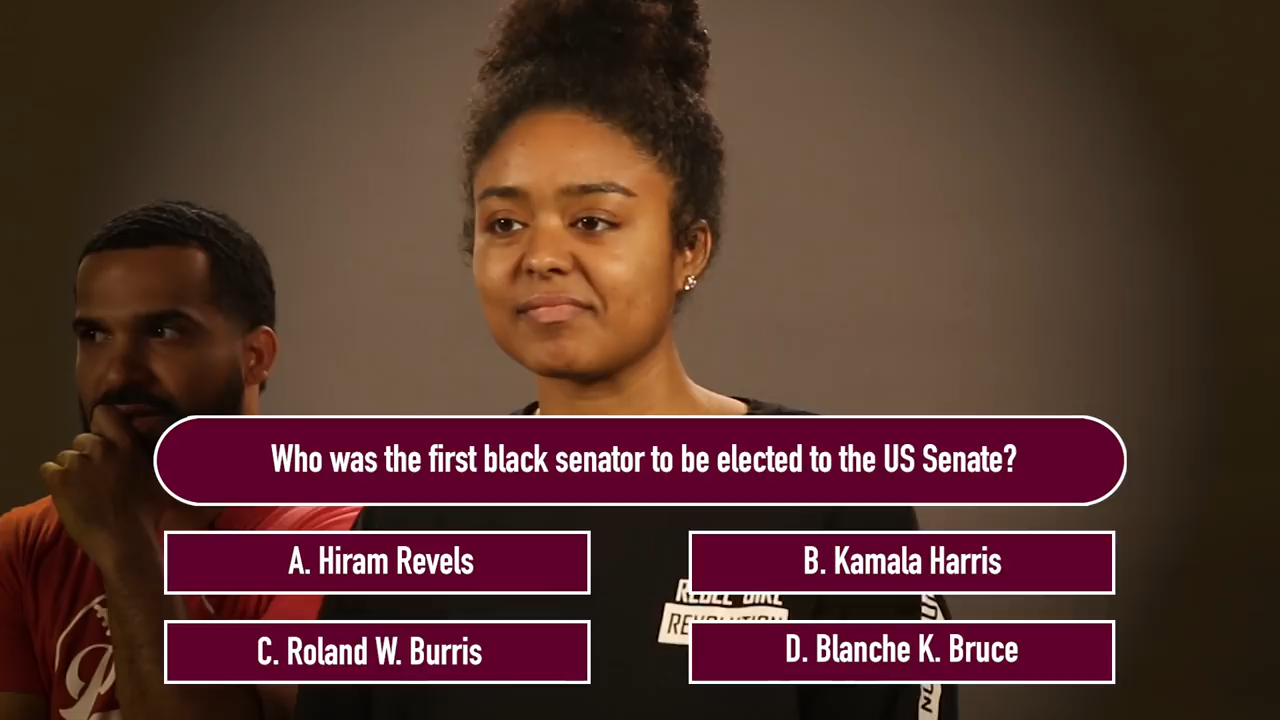 Who was the first black senator to be elected to the US Senate?
A. Hiram Revels
B. Kamala Harris
C. Roland W. Burris
D. Blanche K. Bruce